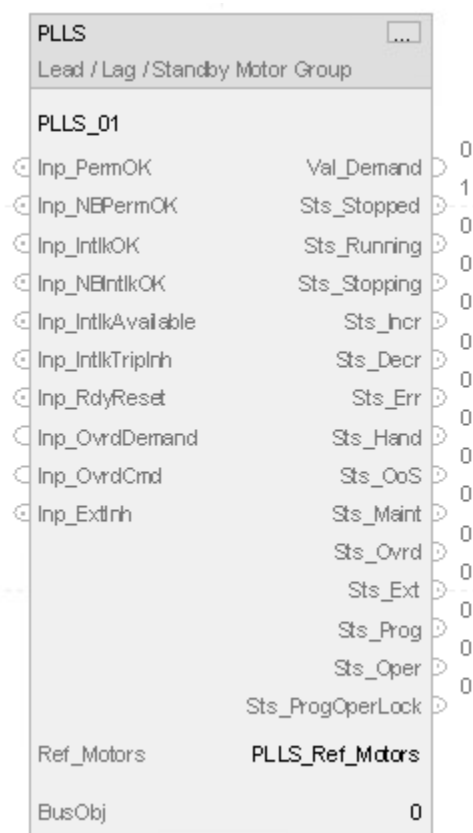 PLLS ...
Lead / Lag / Standby Motor Group
PLLS_01
Inp_PermOK Val_Demand 0
Inp_NBPermOK Sts_Stopped 1
Inp_IntlkOK Sts_Running 0
Inp_NBIntlkOK Sts_Stopping 0
Inp_IntlkAvailable Sts_Incr 0
Inp_IntlkTripInh Sts_Decr 0
Inp_RdyReset Sts_Err 0
Inp_OvrdDemand Sts_Hand 0
Inp_OvrdCmd Sts_OoS 0
Inp_ExtInh Sts_Maint 0
Sts_Ovrd 0
Sts_Ext 0
Sts_Prog 0
Sts_Oper 0
Sts_ProgOperLock 0
Ref_Motors PLLS_Ref_Motors
BusObj 0